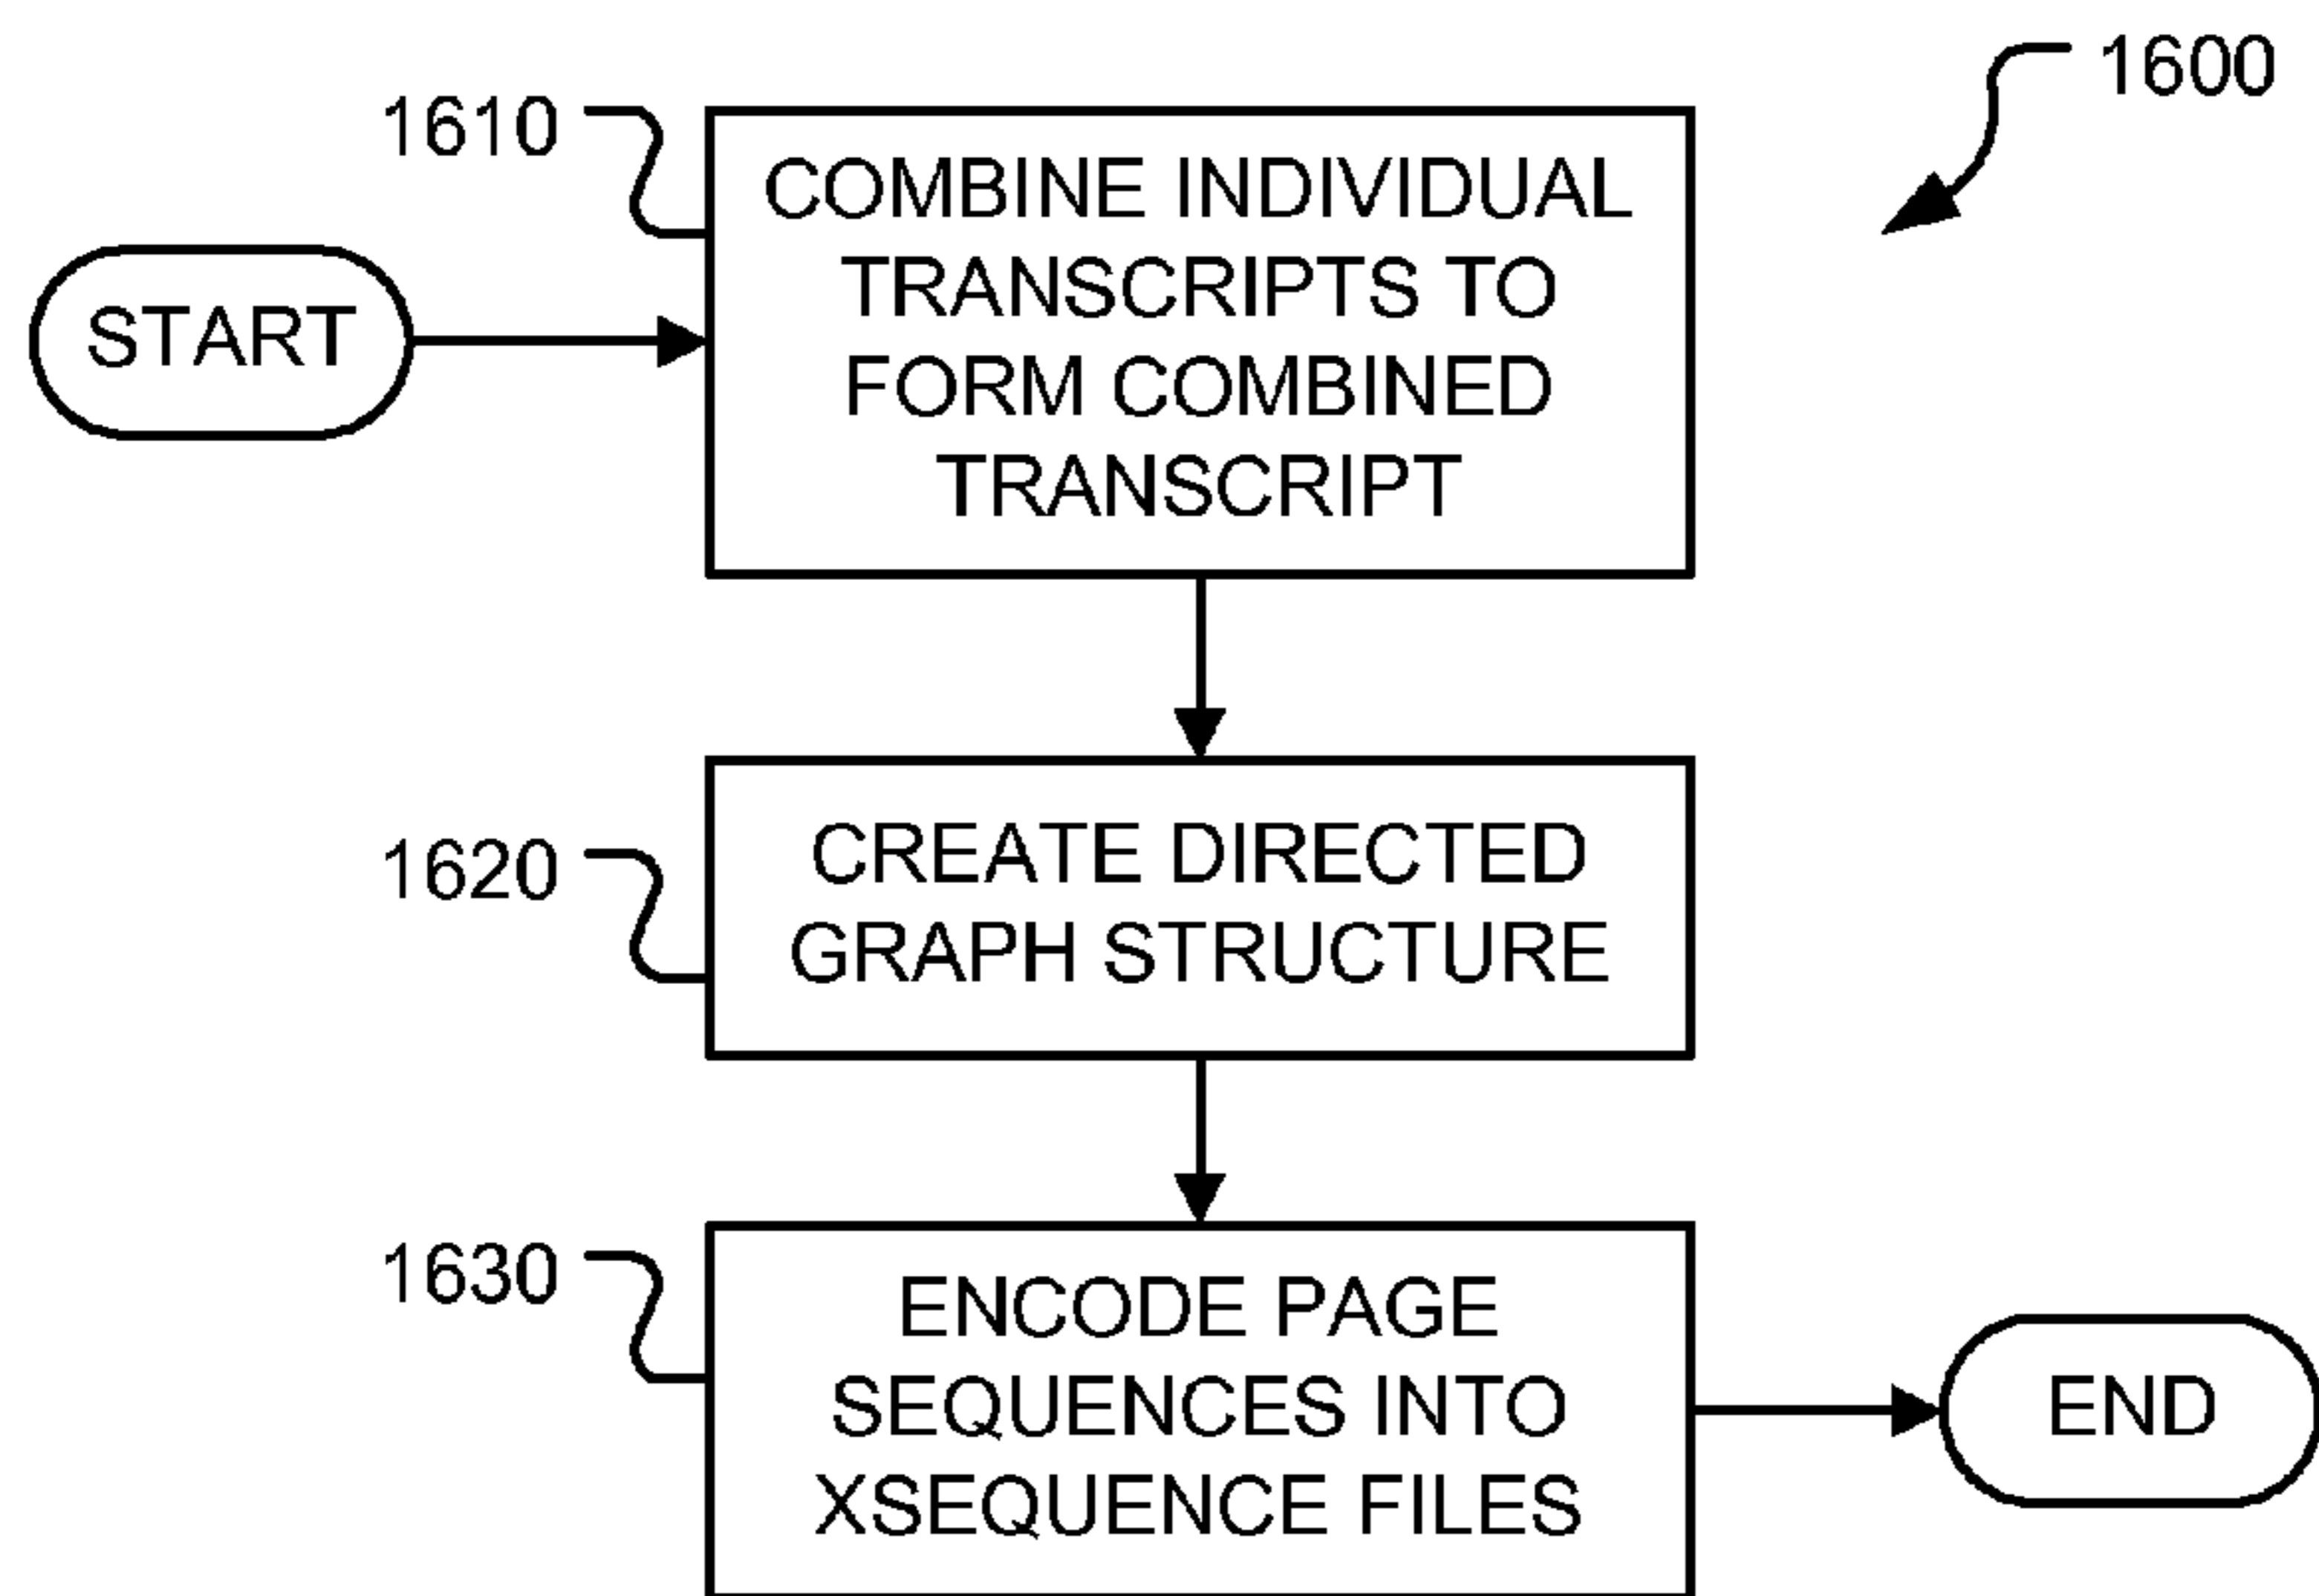 1600
1610
COMBINE INDIVIDUAL
TRANSCRIPTS TO
FORM COMBINED
TRANSCRIPT
START
1620
CREATE DIRECTED
GRAPH STRUCTURE
1630
ENCODE PAGE
SEQUENCES INTO
XSEQUENCE FILES
END